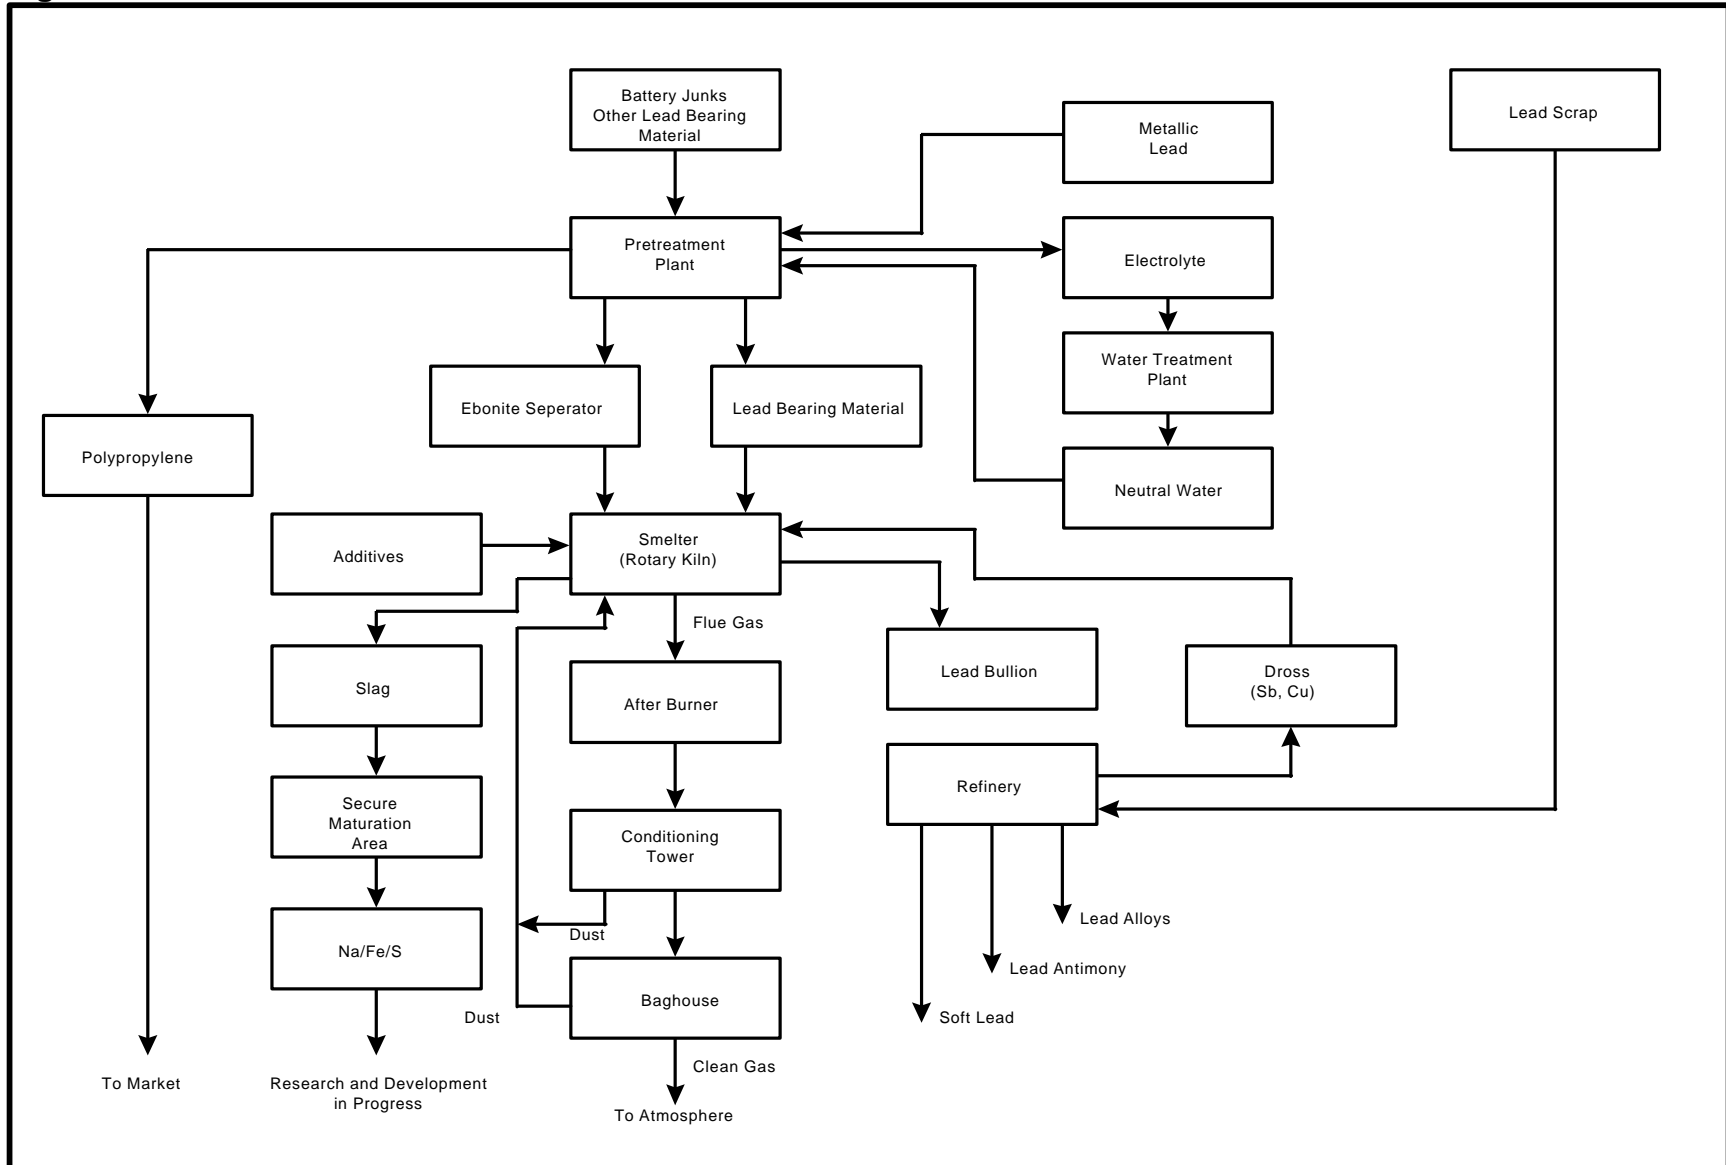 Battery Junks
Other Lead Bearing
Material
Metallic
Lead
Lead Scrap
Pretreatment
Plant
Electrolyte
Water Treatment
Plant
Ebonite Seperator
Lead Bearing Material
Polypropylene
Neutral Water
Additives
Smelter
(Rotary Kiln)
Flue Gas
Slag
After Burner
Lead Bullion
Dross
(Sb, Cu)
Secure
Maturation
Area
Refinery
Conditioning
Tower
Lead Alloys
Dust
Na/Fe/S
Lead Antimony
Baghouse
Dust
Soft Lead
Clean Gas
To Market
Research and Development
in Progress
To Atmosphere